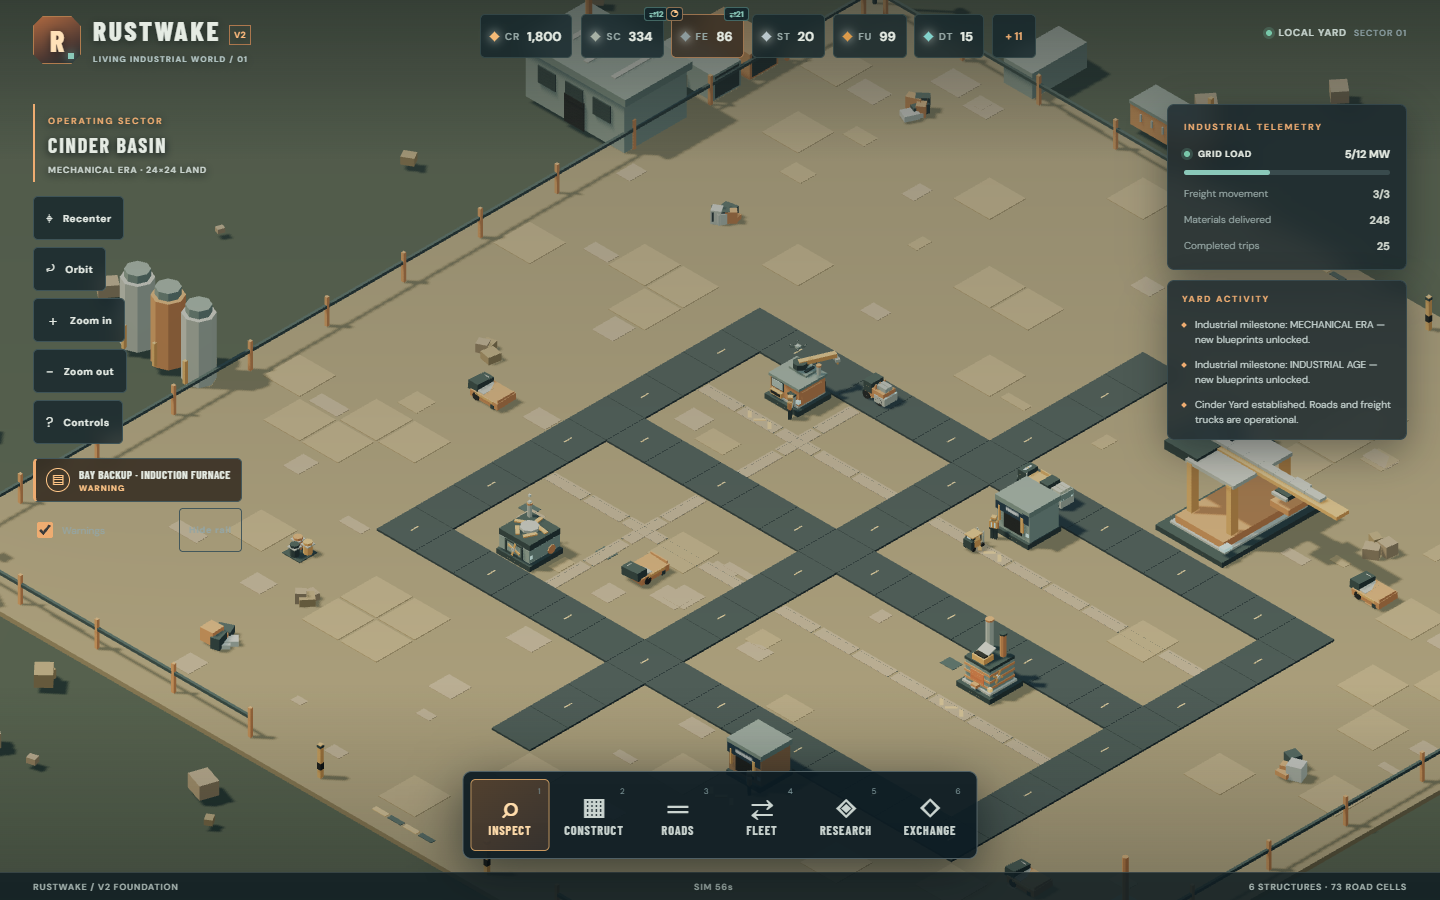 R
RUSTWAKE V2
LIVING INDUSTRIAL WORLD / 01
CR 1,800
SC 334
⇄12
FE 86
⇄21
ST 20
FU 99
DT 15
+11
LOCAL YARD SECTOR 01
OPERATING SECTOR
CINDER BASIN
MECHANICAL ERA · 24×24 LAND
Recenter
Orbit
+ Zoom in
− Zoom out
? Controls
BAY BACKUP · INDUCTION FURNACE
WARNING
Warnings
INDUSTRIAL TELEMETRY
GRID LOAD 5/12 MW
Freight movement 3/3
Materials delivered 248
Completed trips 25
YARD ACTIVITY
Industrial milestone: MECHANICAL ERA —
new blueprints unlocked.
Industrial milestone: INDUSTRIAL AGE —
new blueprints unlocked.
Cinder Yard established. Roads and freight
trucks are operational.
1 INSPECT
2 CONSTRUCT
3 ROADS
4 FLEET
5 RESEARCH
6 EXCHANGE
RUSTWAKE / V2 FOUNDATION
SIM 56s
6 STRUCTURES · 73 ROAD CELLS